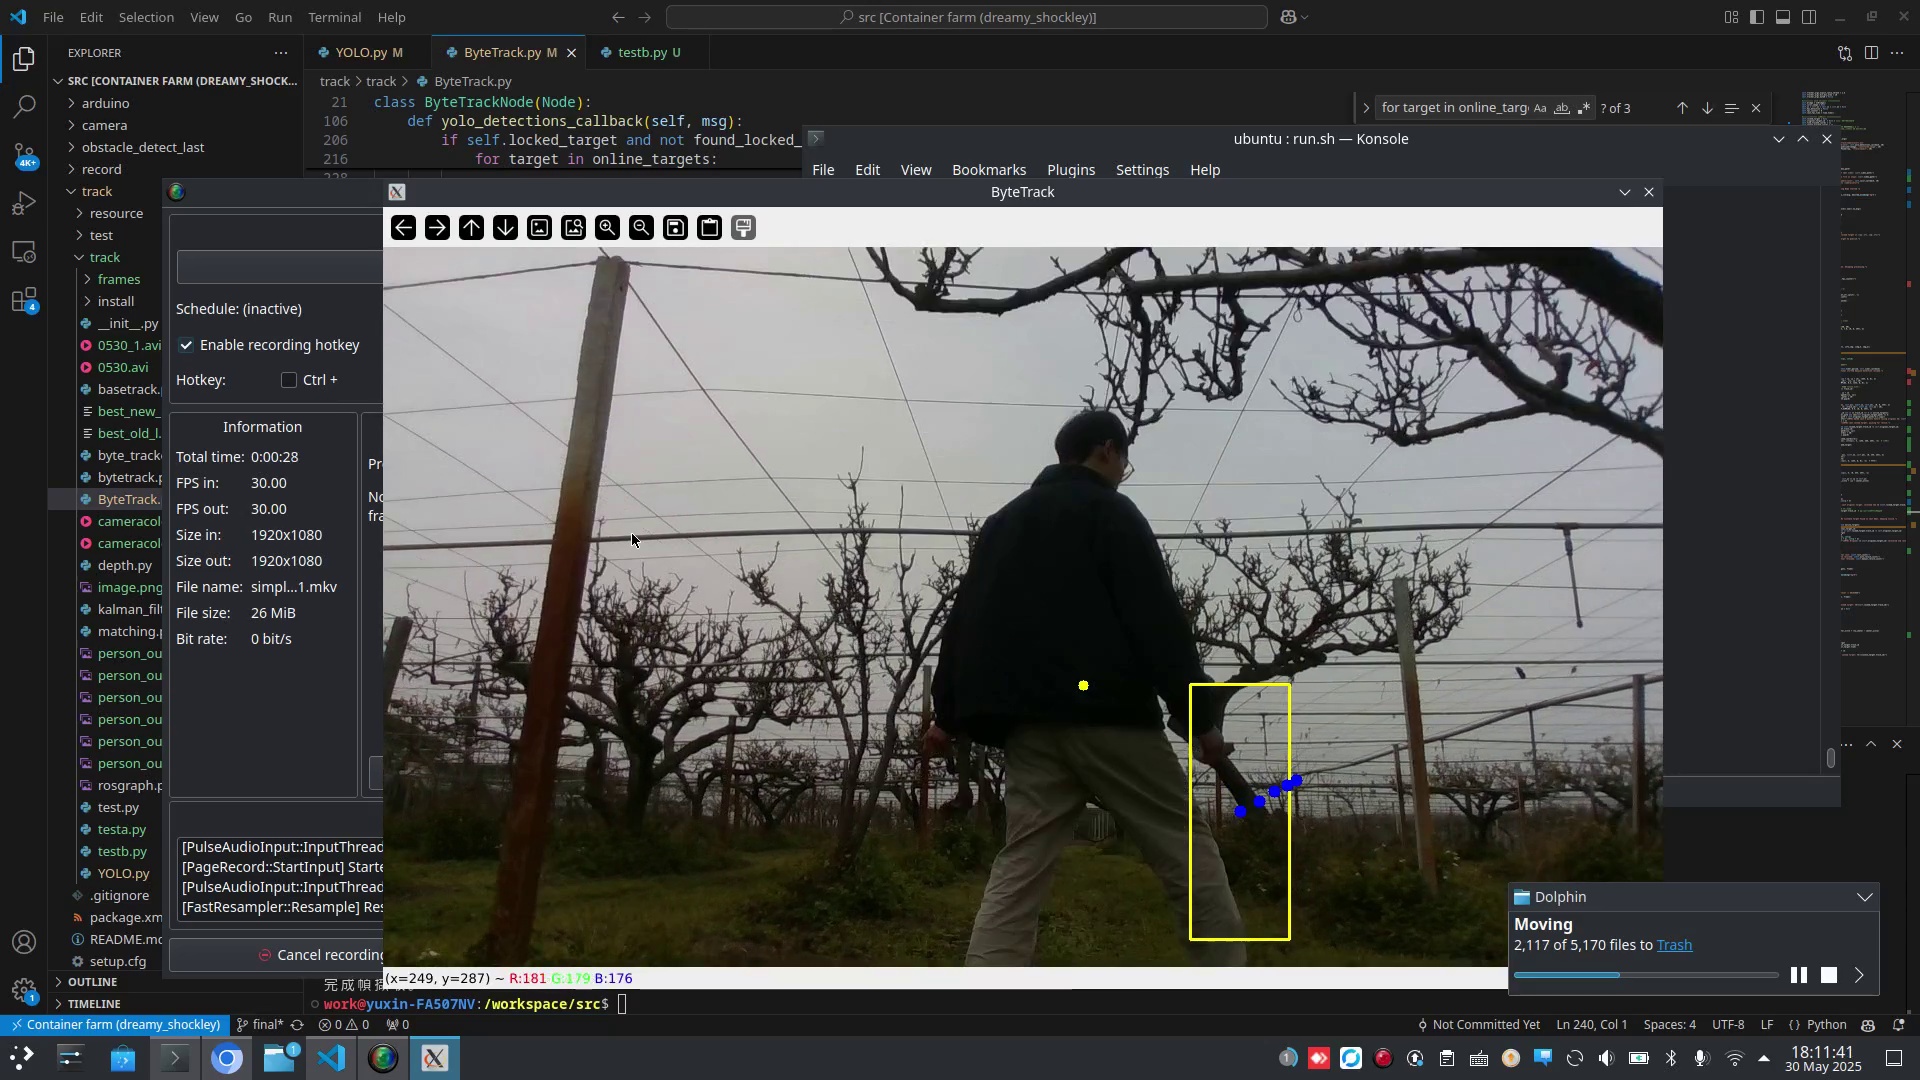 File Edit Selection View Go Run Terminal Help
src [Container farm (dreamy_shockley)]
EXPLORER
YOLO.py M
ByteTrack.py M
testb.py U
SRC [CONTAINER FARM (DREAMY_SHOCK...
track > track > ByteTrack.py
arduino
camera
obstacle_detect_last
record
track
resource
test
track
frames
install
__init__.py
0530_1.avi
0530.avi
basetrack.
best_new_
best_old_l.
byte_track
bytetrack.p
ByteTrack.
cameracol
cameracol
depth.py
image.png
kalman_filt
matching.p
person_ou
person_ou
person_ou
person_ou
person_ou
person_ou
rosgraph.p
test.py
testa.py
testb.py
YOLO.py
.gitignore
package.xm
README.md
setup.cfg
OUTLINE
TIMELINE
4K+
4
1
21 class ByteTrackNode(Node):
106 def yolo_detections_callback(self, msg):
206 if self.locked_target and not found_locked_
216 for target in online_targets:
for target in online_targ
Aa ab .*
? of 3
ubuntu : run.sh — Konsole
File Edit View Bookmarks Plugins Settings Help
ByteTrack
Schedule: (inactive)
Enable recording hotkey
Hotkey: Ctrl +
Information
Total time: 0:00:28
FPS in: 30.00
FPS out: 30.00
Size in: 1920x1080
Size out: 1920x1080
File name: simpl...1.mkv
File size: 26 MiB
Bit rate: 0 bit/s
Pr
No
fra
[PulseAudioInput::InputThread
[PageRecord::StartInput] Starte
[PulseAudioInput::InputThread
[FastResampler::Resample] Res
Cancel recording
(x=249, y=287) ~ R:181 G:179 B:176
work@yuxin-FA507NV:/workspace/src$
Dolphin
Moving
2,117 of 5,170 files to Trash
Container farm (dreamy_shockley)
final*
0 0
0
Not Committed Yet
Ln 240, Col 1
Spaces: 4
UTF-8
LF
{} Python
1
1
18:11:41
30 May 2025